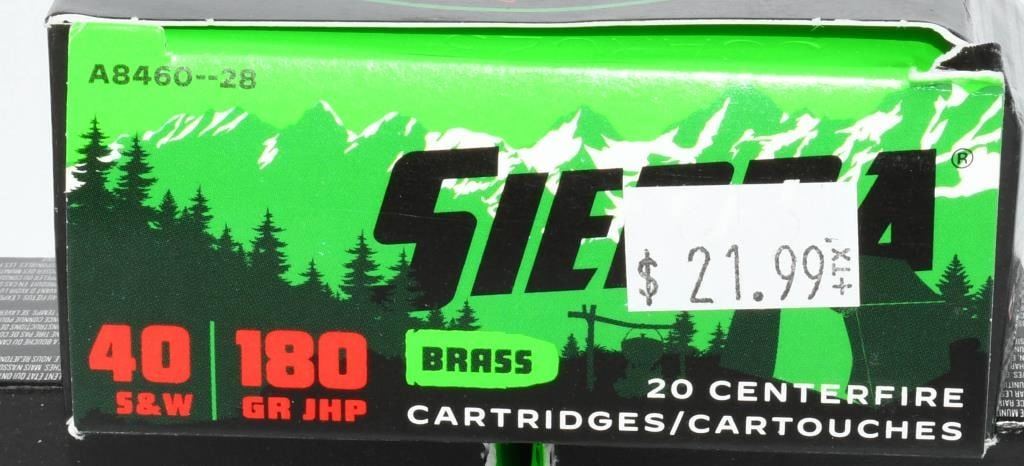 A8460--28
SIERRA®
$ 21.99 +TX
40
S&W
180
GR JHP
BRASS
20 CENTERFIRE
CARTRIDGES/CARTOUCHES